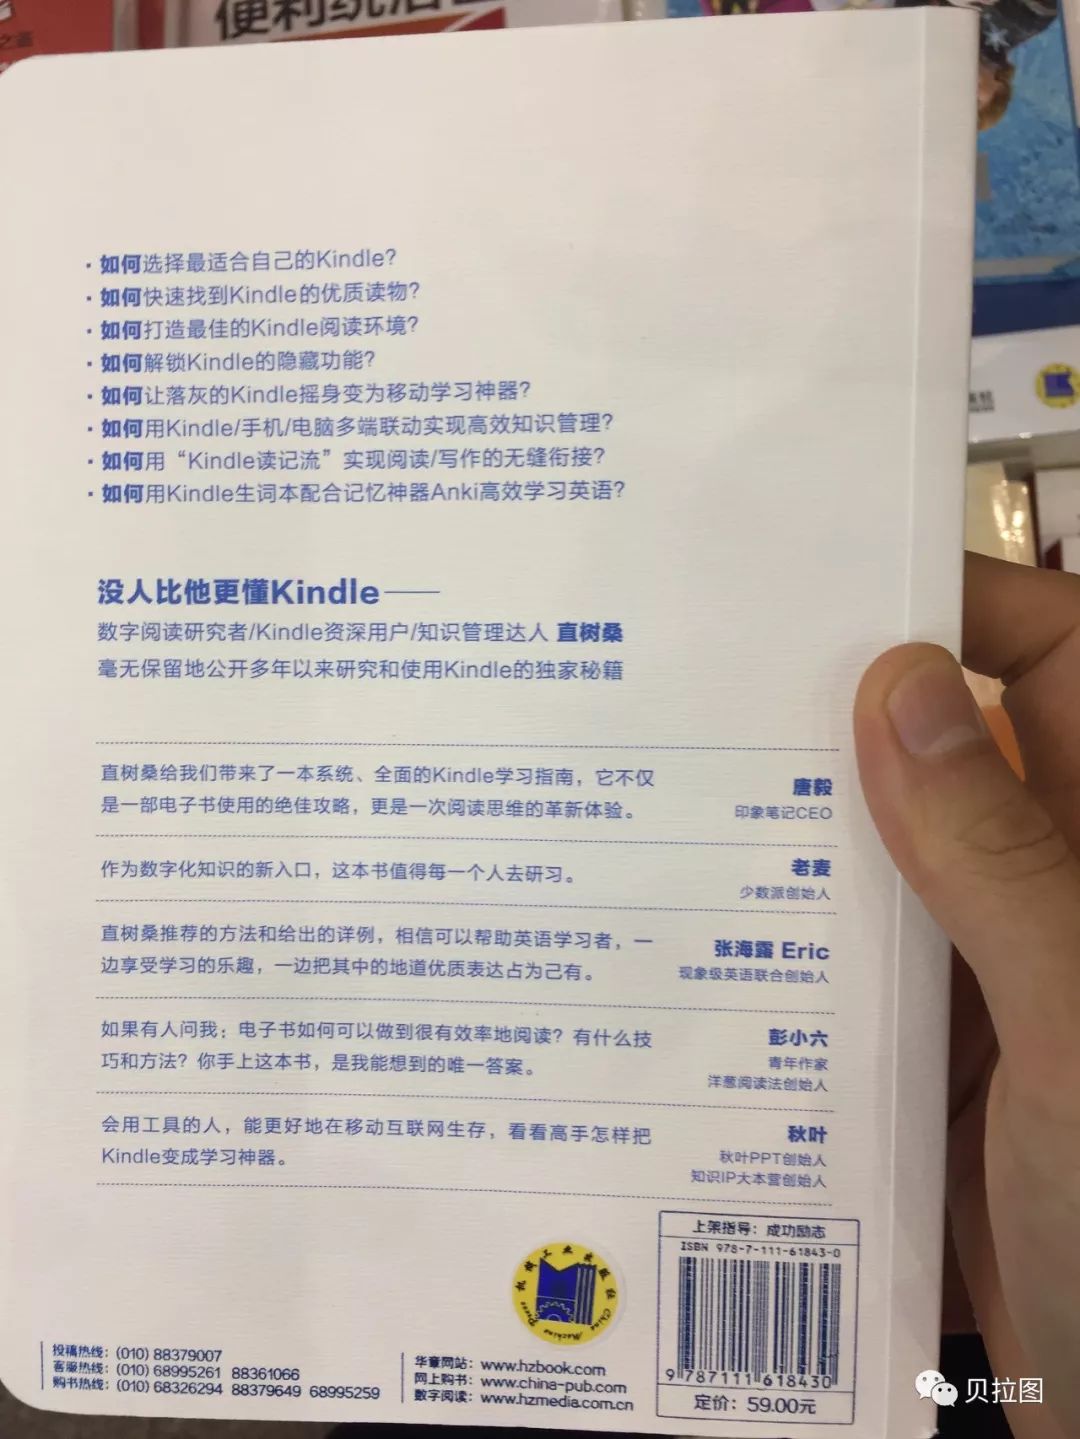 便利
之
· 如何选择最适合自己的Kindle?
· 如何快速找到Kindle的优质读物?
· 如何打造最佳的Kindle阅读环境?
· 如何解锁Kindle的隐藏功能?
· 如何让落灰的Kindle摇身变为移动学习神器?
· 如何用Kindle/手机/电脑多端联动实现高效知识管理?
· 如何用“Kindle读记流”实现阅读/写作的无缝衔接?
· 如何用Kindle生词本配合记忆神器Anki高效学习英语?
没人比他更懂Kindle——
数字阅读研究者/Kindle资深用户/知识管理达人 直树桑
毫无保留地公开多年以来研究和使用Kindle的独家秘籍
直树桑给我们带来了一本系统、全面的Kindle学习指南，它不仅
是一部电子书使用的绝佳攻略，更是一次阅读思维的革新体验。
唐毅
印象笔记CEO
作为数字化知识的新入口，这本书值得每一个人去研习。
老麦
少数派创始人
直树桑推荐的方法和给出的详例，相信可以帮助英语学习者，一
边享受学习的乐趣，一边把其中的地道优质表达占为己有。
张海露 Eric
现象级英语联合创始人
如果有人问我：电子书如何可以做到很有效率地阅读？有什么技
巧和方法？你手上这本书，是我能想到的唯一答案。
彭小六
青年作家
洋葱阅读法创始人
会用工具的人，能更好地在移动互联网生存，看看高手怎样把
Kindle变成学习神器。
秋叶
秋叶PPT创始人
知识IP大本营创始人
机械工业出版社
China Machine Press
投稿热线：(010) 88379007
客服热线：(010) 68995261 88361066
购书热线：(010) 68326294 88379649 68995259
华章网站：www.hzbook.com
网上购书：www.china-pub.com
数字阅读：www.hzmedia.com.cn
上架指导：成功励志
ISBN 978-7-111-61843-0
9 787111 618430
定价：59.00元
贝拉图